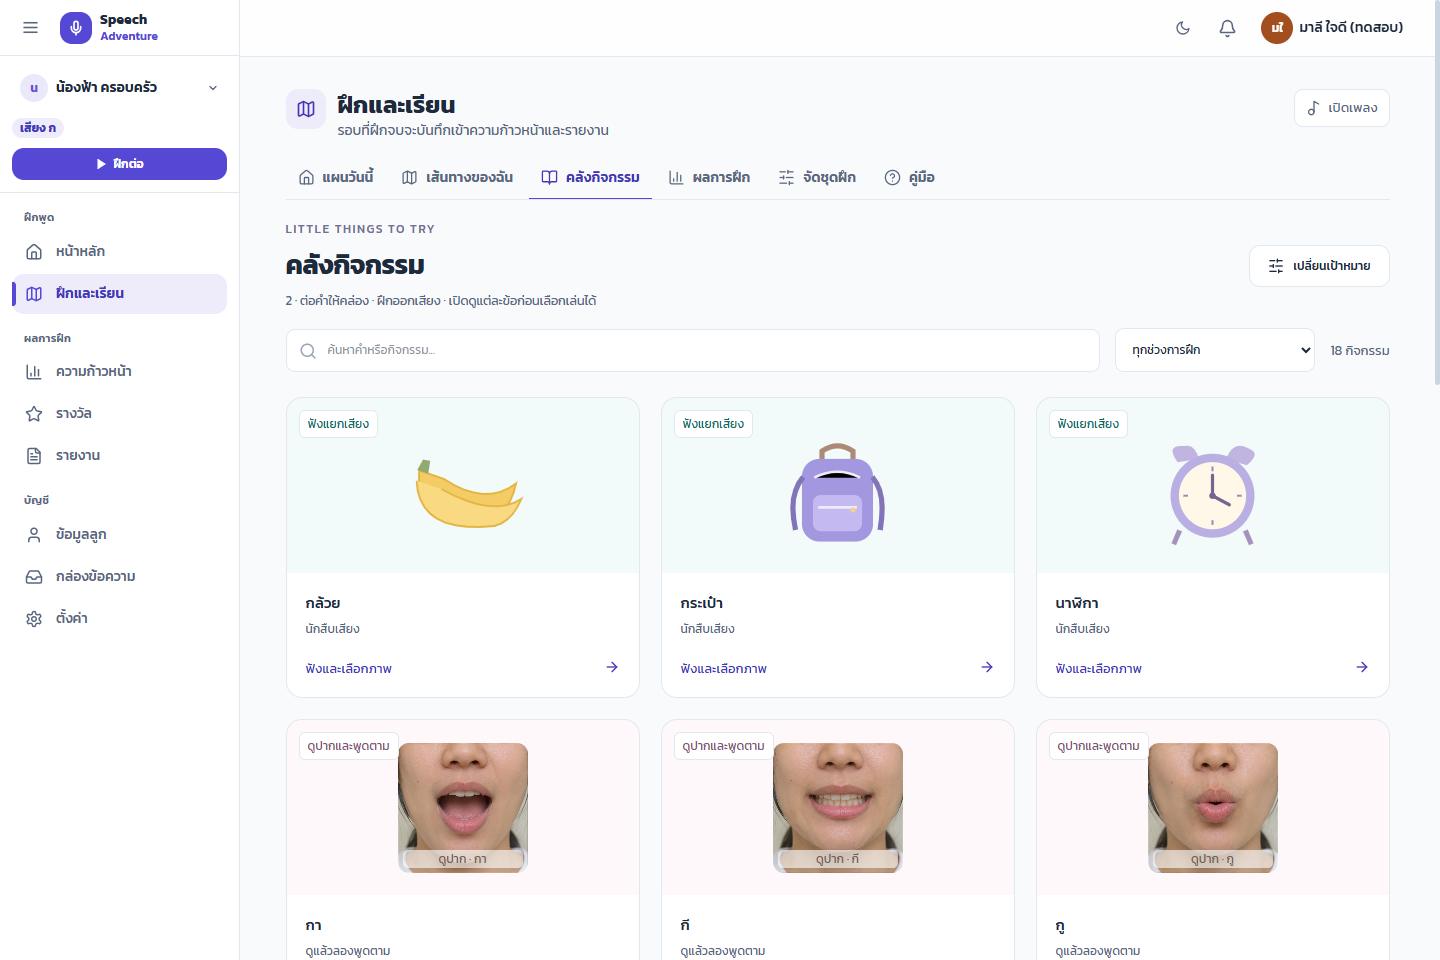 Speech
Adventure
มใ
มาลี ใจดี (ทดสอบ)
น
น้องฟ้า ครอบครัว
เสียง ก
ฝึกต่อ
ฝึกพูด
หน้าหลัก
ฝึกและเรียน
ผลการฝึก
ความก้าวหน้า
รางวัล
รายงาน
บัญชี
ข้อมูลลูก
กล่องข้อความ
ตั้งค่า
ฝึกและเรียน
รอบที่ฝึกจบจะบันทึกเข้าความก้าวหน้าและรายงาน
เปิดเพลง
แผนวันนี้
เส้นทางของฉัน
คลังกิจกรรม
ผลการฝึก
จัดชุดฝึก
คู่มือ
LITTLE THINGS TO TRY
คลังกิจกรรม
เปลี่ยนเป้าหมาย
2 · ต่อคำให้คล่อง · ฝึกออกเสียง · เปิดดูแต่ละข้อก่อนเลือกเล่นได้
ค้นหาคำหรือกิจกรรม...
ทุกช่วงการฝึก
18 กิจกรรม
ฟังแยกเสียง
ฟังแยกเสียง
ฟังแยกเสียง
กล้วย
นักสืบเสียง
ฟังและเลือกภาพ
กระเป๋า
นักสืบเสียง
ฟังและเลือกภาพ
นาฬิกา
นักสืบเสียง
ฟังและเลือกภาพ
ดูปากและพูดตาม
ดูปาก · กา
ดูปากและพูดตาม
ดูปาก · กี
ดูปากและพูดตาม
ดูปาก · กู
กา
ดูแล้วลองพูดตาม
กี
ดูแล้วลองพูดตาม
กู
ดูแล้วลองพูดตาม